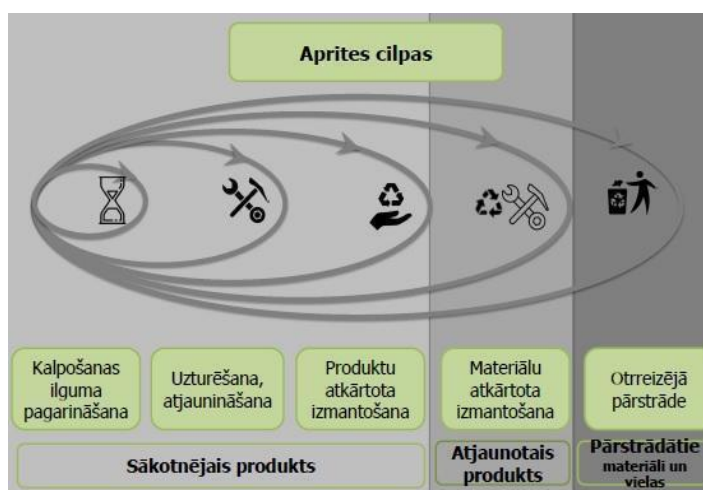 Aprites cilpas
Kalpošanas
ilguma
pagarināšana
Uzturēšana,
atjaunināšana
Produktu
atkārtota
izmantošana
Materiālu
atkārtota
izmantošana
Otrreizējā
pārstrāde
Sākotnējais produkts
Atjaunotais
produkts
Pārstrādātie
materiāli un
vielas